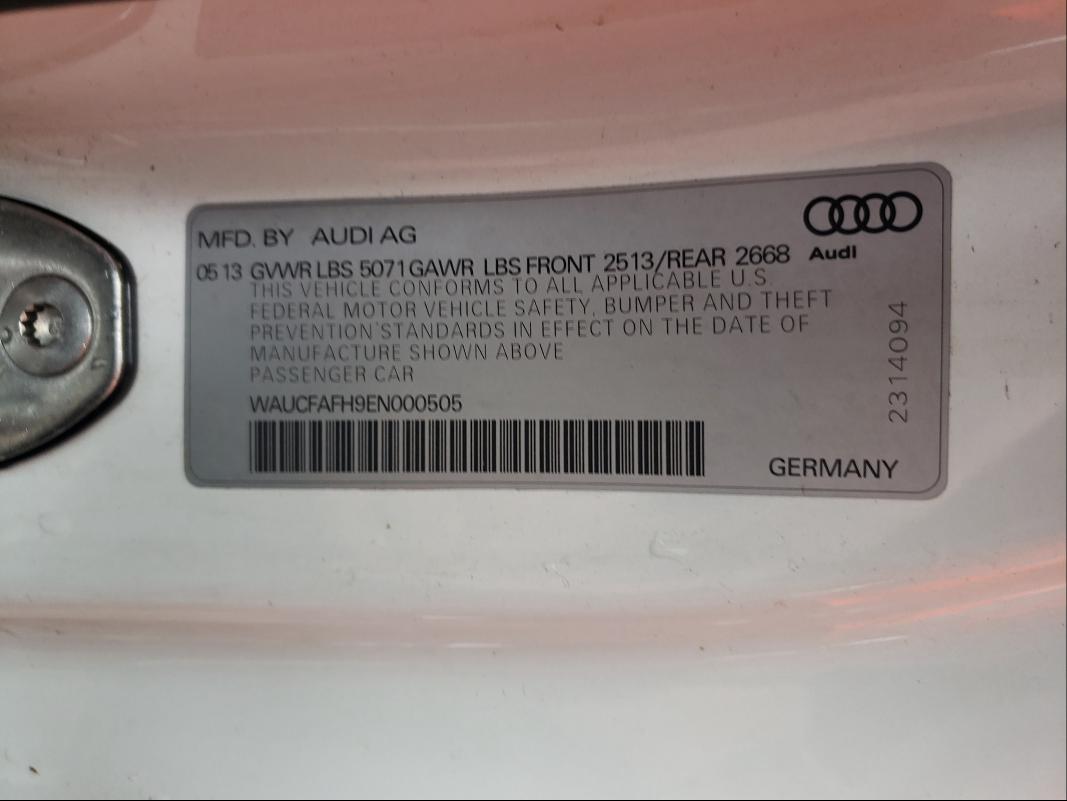 MFD. BY AUDI AG
Audi
05 13 GVWR LBS 5071 GAWR LBS FRONT 2513/REAR 2668
THIS VEHICLE CONFORMS TO ALL APPLICABLE U.S.
FEDERAL MOTOR VEHICLE SAFETY, BUMPER AND THEFT
PREVENTION STANDARDS IN EFFECT ON THE DATE OF
MANUFACTURE SHOWN ABOVE
PASSENGER CAR
WAUCFAFH9EN000505
2314094
GERMANY